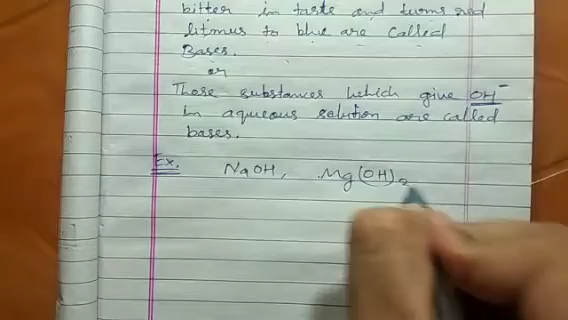 bitter in taste and turns red
litmus to blue are called
Bases.
or
Those substances which give OH⁻
in aqueous solution are called
bases.
Ex. NaOH, Mg(OH)₂